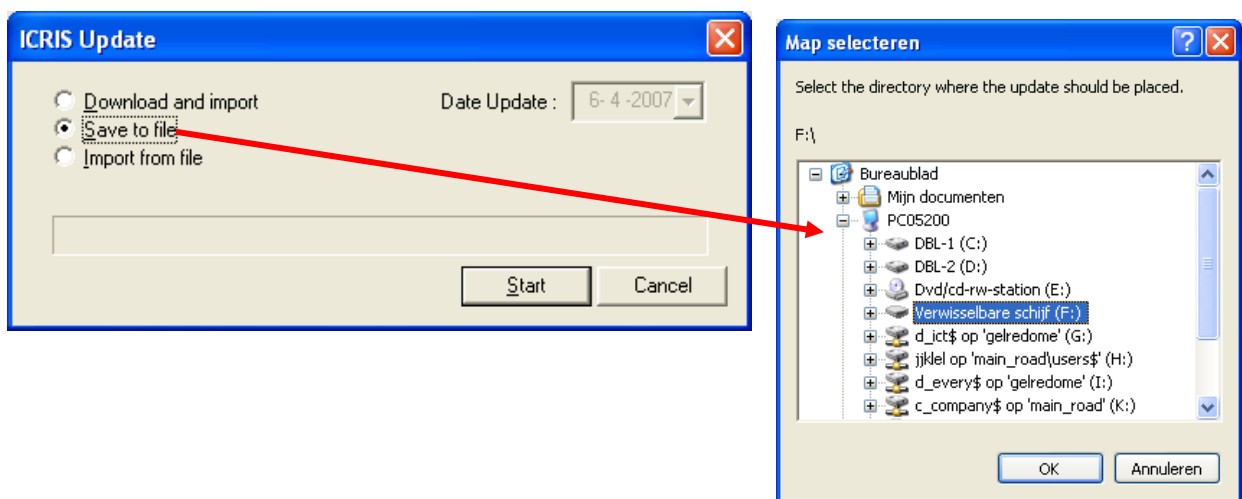 ICRIS Update
Download and import
Date Update : 6- 4 -2007
Save to file
Import from file
Start
Cancel
Map selecteren
Select the directory where the update should be placed.
F:\
Bureaublad
Mijn documenten
PC05200
DBL-1 (C:)
DBL-2 (D:)
Dvd/cd-rw-station (E:)
Verwisselbare schijf (F:)
d_ict$ op 'gelredome' (G:)
jjklel op 'main_road\users$' (H:)
d_every$ op 'gelredome' (I:)
c_company$ op 'main_road' (K:)
OK
Annuleren